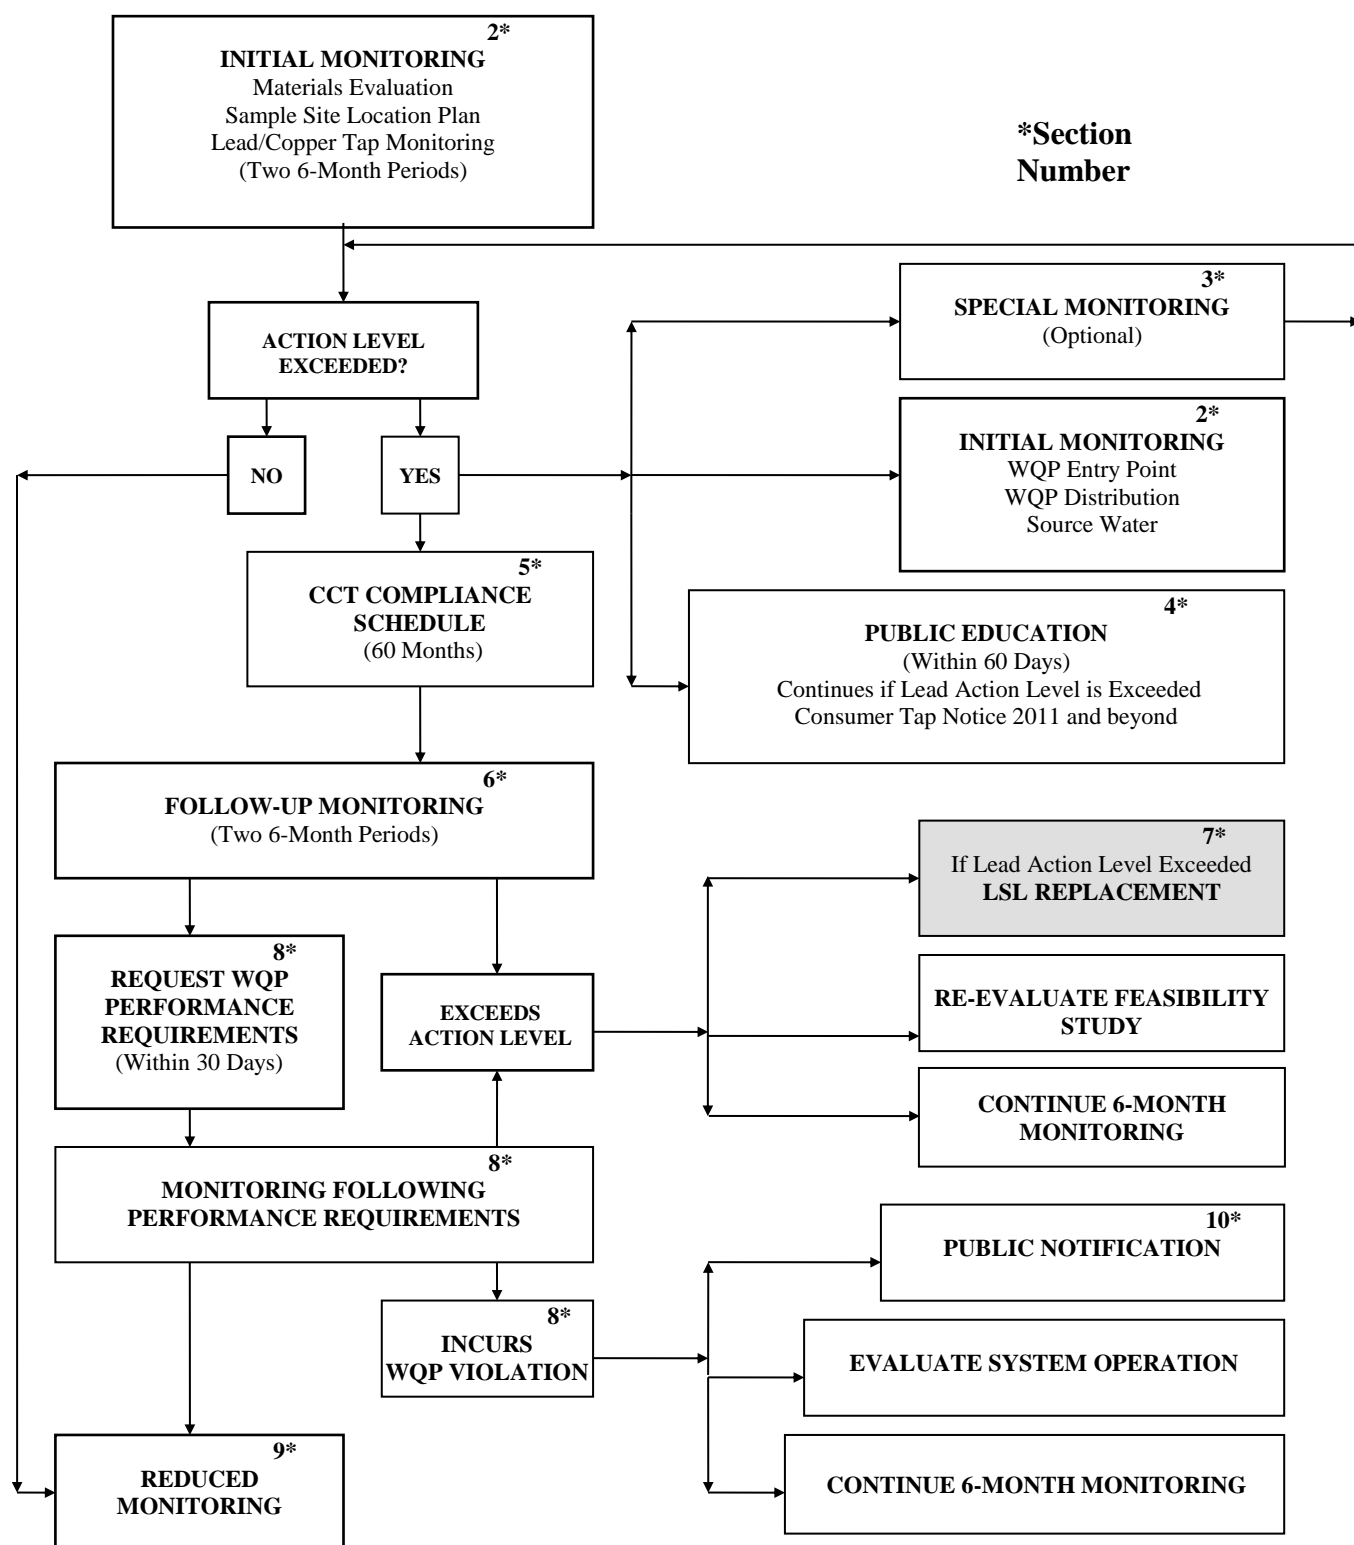 2*
INITIAL MONITORING
Materials Evaluation
Sample Site Location Plan
Lead/Copper Tap Monitoring
(Two 6-Month Periods)
*Section
Number
ACTION LEVEL
EXCEEDED?
NO
YES
3*
SPECIAL MONITORING
(Optional)
2*
INITIAL MONITORING
WQP Entry Point
WQP Distribution
Source Water
5*
CCT COMPLIANCE
SCHEDULE
(60 Months)
4*
PUBLIC EDUCATION
(Within 60 Days)
Continues if Lead Action Level is Exceeded
Consumer Tap Notice 2011 and beyond
6*
FOLLOW-UP MONITORING
(Two 6-Month Periods)
7*
If Lead Action Level Exceeded
LSL REPLACEMENT
8*
REQUEST WQP
PERFORMANCE
REQUIREMENTS
(Within 30 Days)
EXCEEDS
ACTION LEVEL
RE-EVALUATE FEASIBILITY
STUDY
CONTINUE 6-MONTH
MONITORING
8*
MONITORING FOLLOWING
PERFORMANCE REQUIREMENTS
10*
PUBLIC NOTIFICATION
8*
INCURS
WQP VIOLATION
EVALUATE SYSTEM OPERATION
9*
REDUCED
MONITORING
CONTINUE 6-MONTH MONITORING